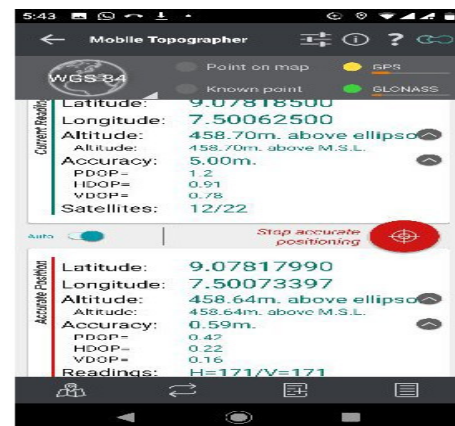 5:43
Mobile Topographer
?
WGS 84
Point on map
GPS
Known point
GLONASS
Current Reading
Latitude: 9.07818500
Longitude: 7.50062500
Altitude: 458.70m. above ellipso
Altitude: 458.70m. above M.S.L.
Accuracy: 5.00m.
PDOP= 1.2
HDOP= 0.91
VDOP= 0.78
Satellites: 12/22
Auto
Stop accurate
positioning
Accurate Position
Latitude: 9.07817990
Longitude: 7.50073397
Altitude: 458.64m. above ellipso
Altitude: 458.64m. above M.S.L.
Accuracy: 0.59m.
PDOP= 0.42
HDOP= 0.22
VDOP= 0.16
Readings: H=171/V=171